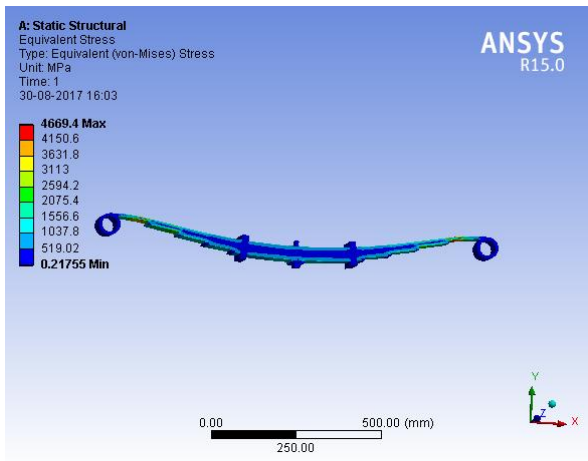 A: Static Structural
Equivalent Stress
Type: Equivalent (von-Mises) Stress
Unit: MPa
Time: 1
30-08-2017 16:03
ANSYS
R15.0
4669.4 Max
4150.6
3631.8
3113
2594.2
2075.4
1556.6
1037.8
519.02
0.21755 Min
Y
Z
X
0.00 500.00 (mm)
250.00